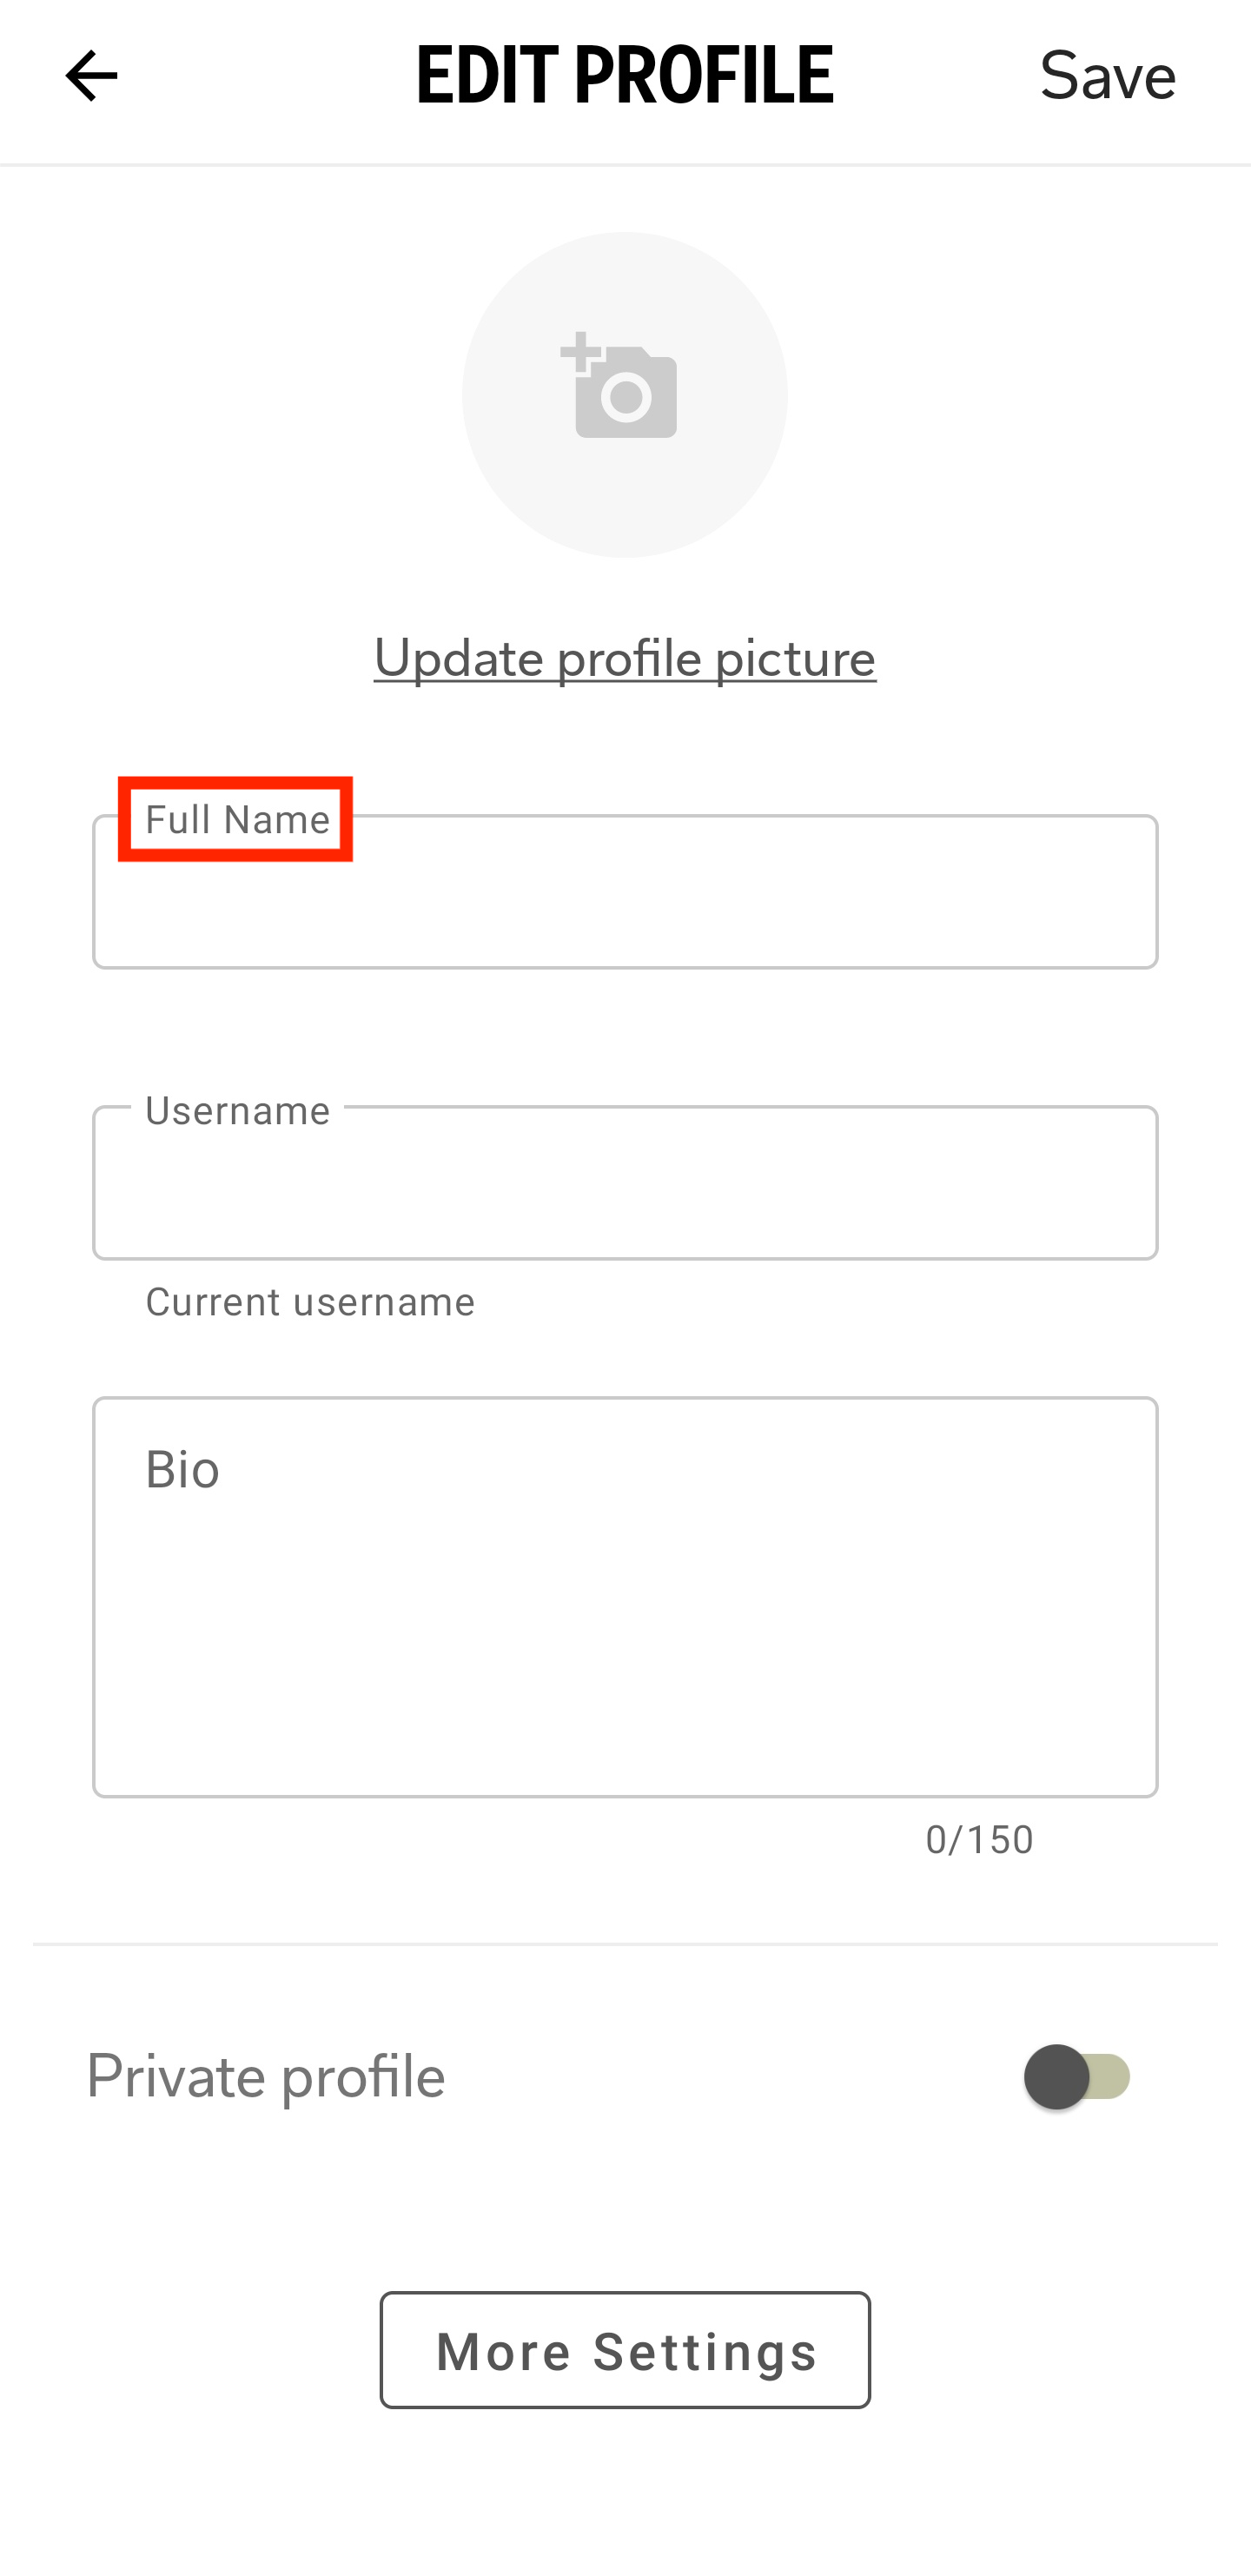 EDIT PROFILE Save
Update profile picture
Full Name
Username
Current username
Bio
0/150
Private profile
More Settings